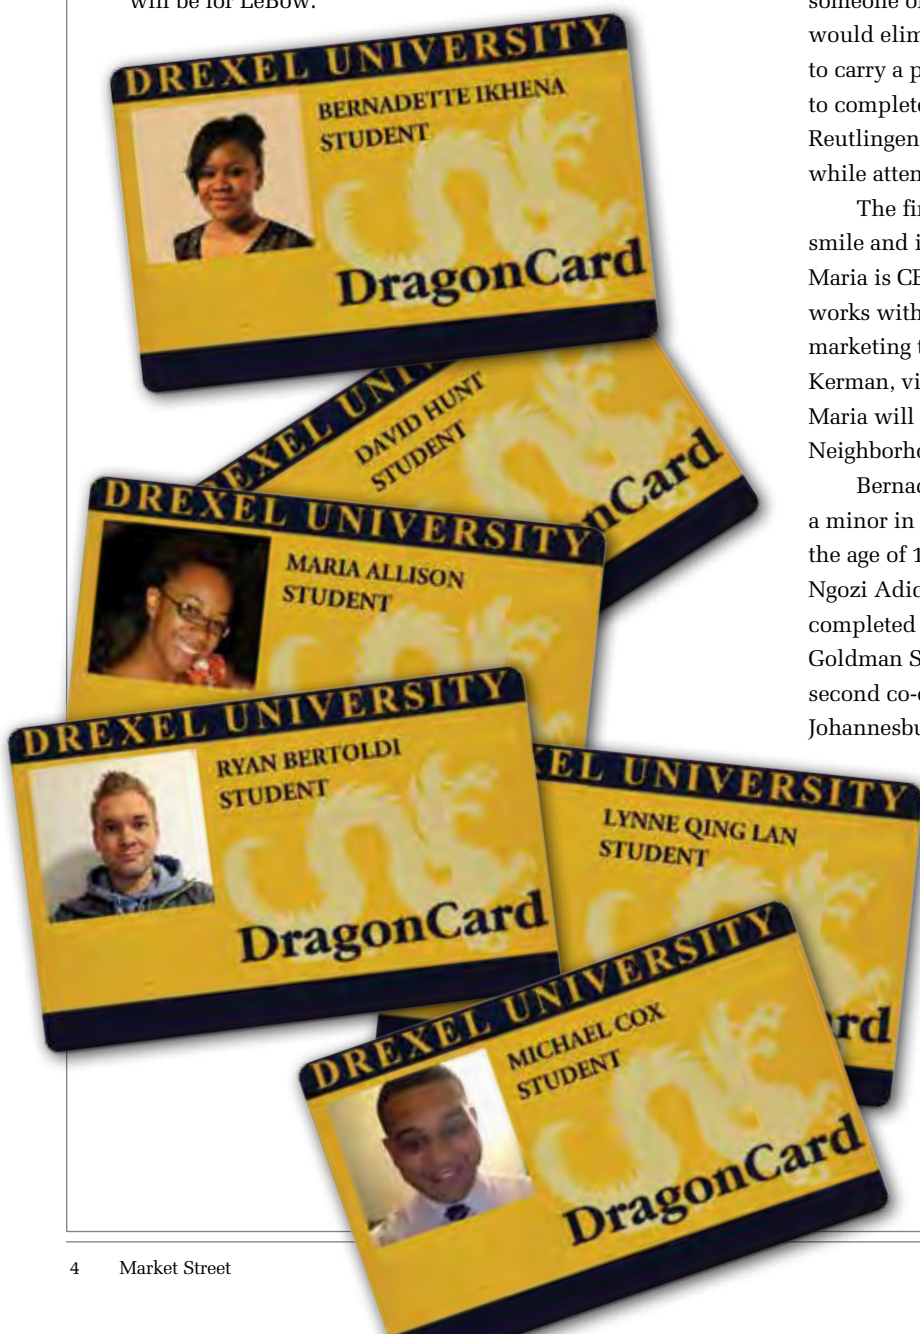 will be for LeBow.
DREXEL UNIVERSITY
BERNADETTE IKHENA
STUDENT
DragonCard
DAVID HUNT
STUDENT
DREXEL UNIVERSITY
MARIA ALLISON
STUDENT
DREXEL UNIVERSITY
RYAN BERTOLDI
STUDENT
DragonCard
UNIVERSITY
LYNNE QING LAN
STUDENT
DREXEL UNIVERSITY
MICHAEL COX
STUDENT
DragonCard
would elim
to carry a p
to complete
Reutlingen
while atten
The fi
smile and i
Maria is CE
works with
marketing t
Kerman, vi
Maria will
Neighborho
Bernad
a minor in
the age of 1
Ngozi Adic
completed
Goldman S
second co-
Johannesbu
4 Market Street